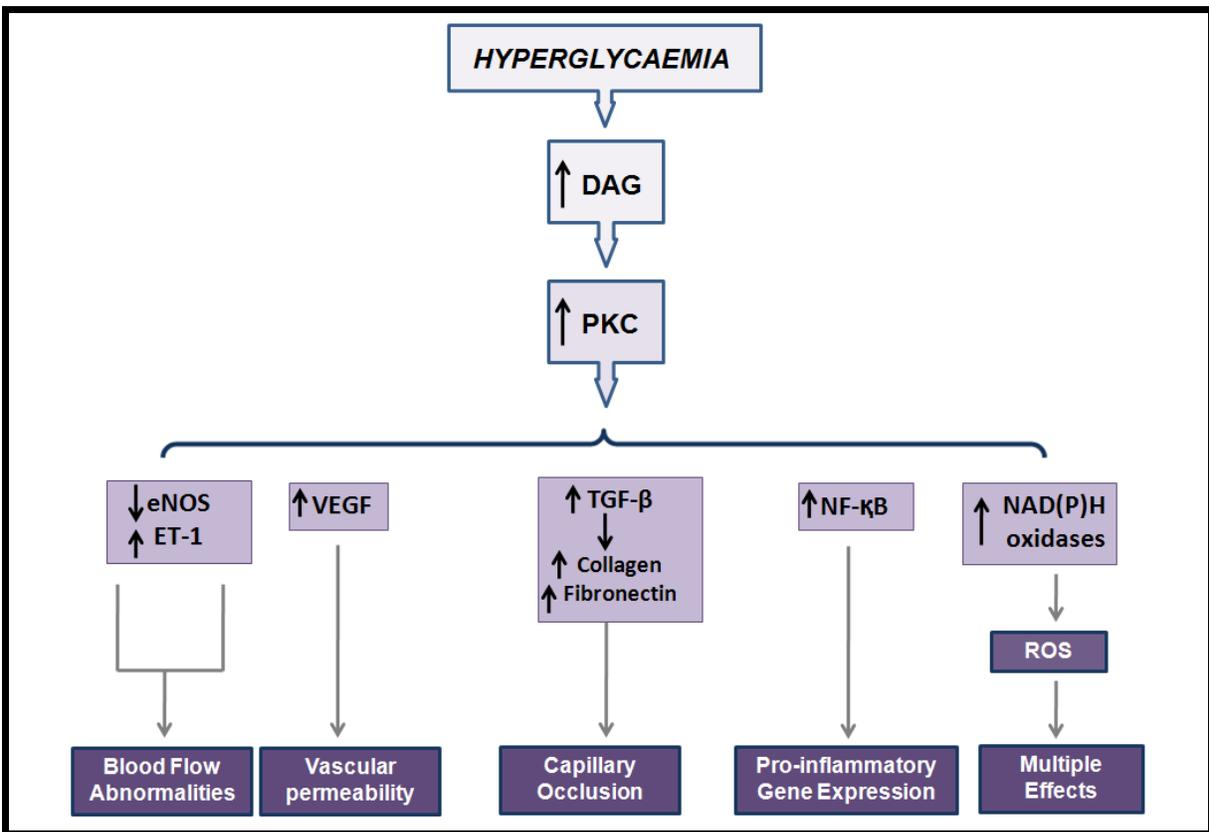 HYPERGLYCAEMIA
↑ DAG
↑ PKC
↓ eNOS
↑ ET-1
↑ VEGF
↑ TGF-β
↓
↑ Collagen
↑ Fibronectin
↑ NF-κB
↑ NAD(P)H
oxidases
ROS
Blood Flow
Abnormalities
Vascular
permeability
Capillary
Occlusion
Pro-inflammatory
Gene Expression
Multiple
Effects